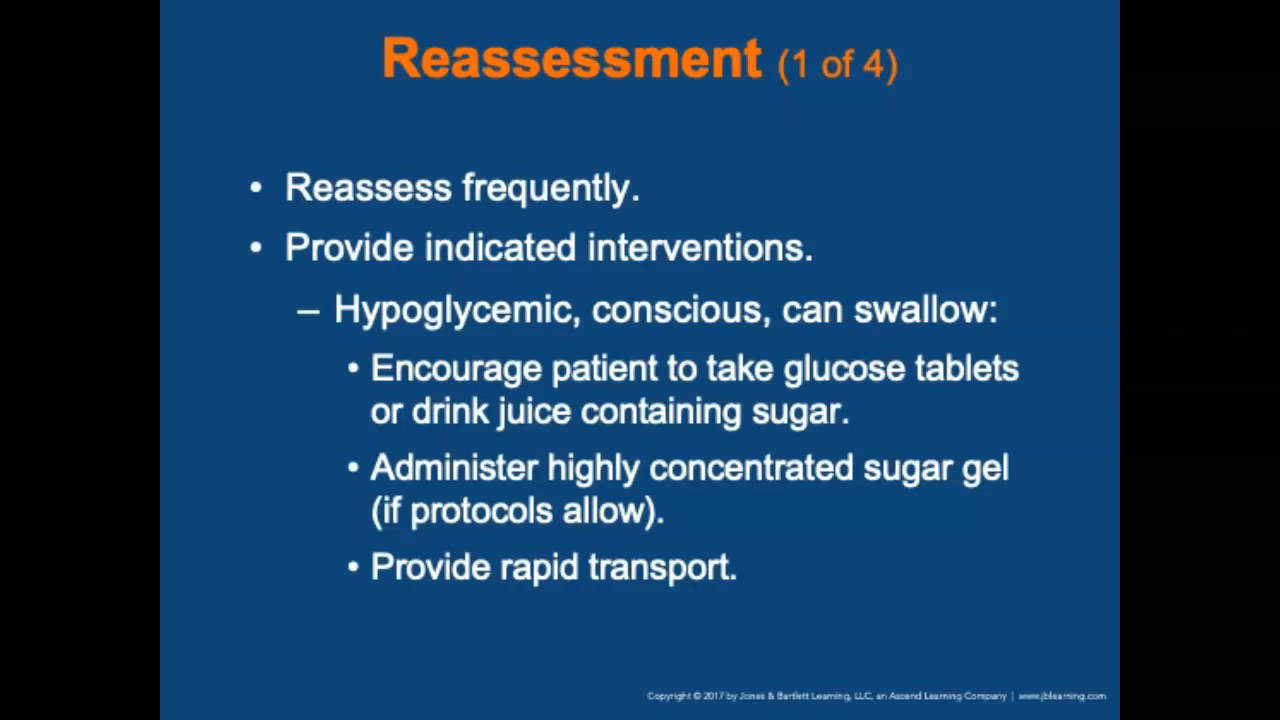 Reassessment (1 of 4)
• Reassess frequently.
• Provide indicated interventions.
– Hypoglycemic, conscious, can swallow:
• Encourage patient to take glucose tablets
or drink juice containing sugar.
• Administer highly concentrated sugar gel
(if protocols allow).
• Provide rapid transport.
Copyright © 2017 by Jones & Bartlett Learning, LLC, an Ascend Learning Company | www.jblearning.com